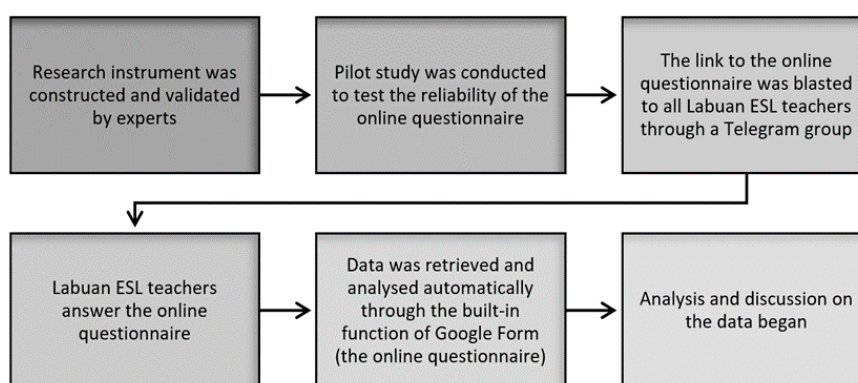 Research instrument was
constructed and validated
by experts
Pilot study was conducted
to test the reliability of the
online questionnaire
The link to the online
questionnaire was blasted
to all Labuan ESL teachers
through a Telegram group
Labuan ESL teachers
answer the online
questionnaire
Data was retrieved and
analysed automatically
through the built-in
function of Google Form
(the online questionnaire)
Analysis and discussion on
the data began